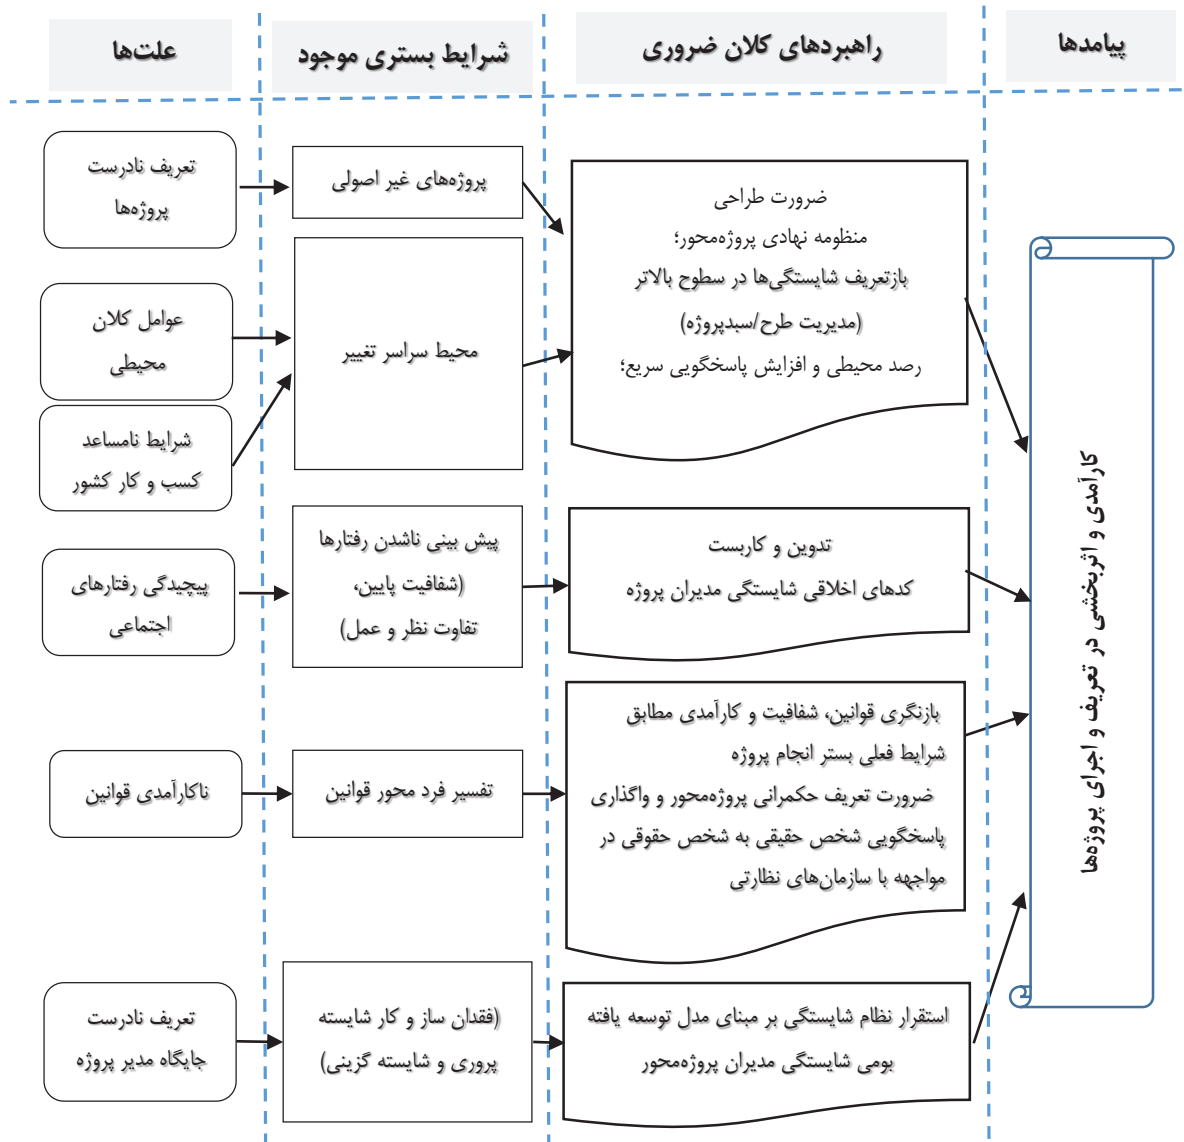 علت‌ها
شرایط بستری موجود
راهبردهای کلان ضروری
پیامدها
تعریف نادرست
پروژه‌ها
عوامل کلان
محیطی
شرایط نامساعد
کسب و کار کشور
پیچیدگی رفتارهای
اجتماعی
ناکارآمدی قوانین
تعریف نادرست
جایگاه مدیر پروژه
پروژه‌های غیر اصولی
محیط سراسر تغییر
پیش بینی ناشدن رفتارها
(شفافیت پایین،
تفاوت نظر و عمل)
تفسیر فرد محور قوانین
(فقدان ساز و کار شایسته
پروری و شایسته گزینی)
ضرورت طراحی
منظومه نهادی پروژه‌محور؛
بازتعریف شایستگی‌ها در سطوح بالاتر
(مدیریت طرح/سبدپروژه)
رصد محیطی و افزایش پاسخگویی سریع؛
تدوین و کاربست
کدهای اخلاقی شایستگی مدیران پروژه
بازنگری قوانین، شفافیت و کارآمدی مطابق
شرایط فعلی بستر انجام پروژه
ضرورت تعریف حکمرانی پروژه‌محور و واگذاری
پاسخگویی شخص حقیقی به شخص حقوقی در
مواجهه با سازمان‌های نظارتی
استقرار نظام شایستگی بر مبنای مدل توسعه یافته
بومی شایستگی مدیران پروژه‌محور
کارآمدی و اثربخشی در تعریف و اجرای پروژه‌ها